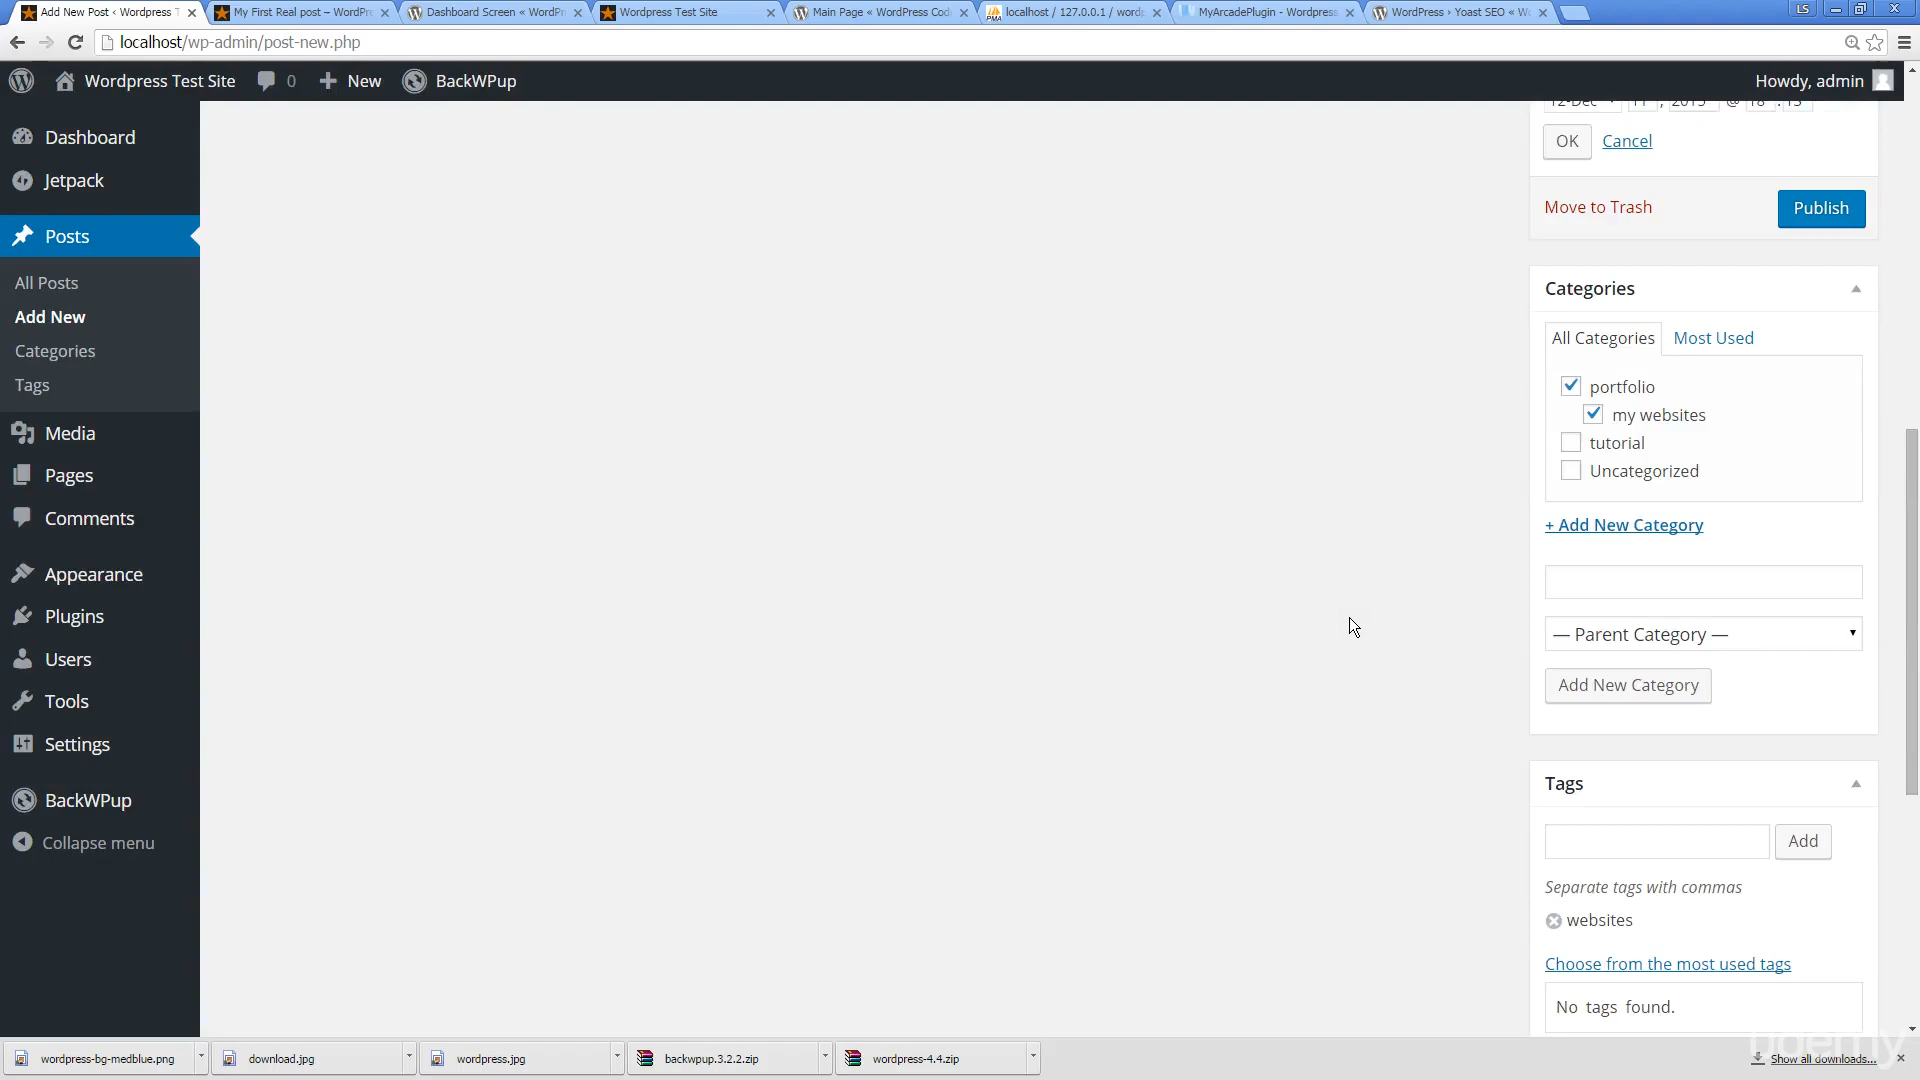 Add New Post ‹ Wordpress T
My First Real post – WordPr
Dashboard Screen « WordPr
Wordpress Test Site
Main Page « WordPress Cod
localhost / 127.0.0.1 / wordp
MyArcadePlugin - Wordpress
WordPress › Yoast SEO « W
LS
localhost/wp-admin/post-new.php
Wordpress Test Site
0
New
BackWPup
Howdy, admin
Dashboard
Jetpack
Posts
All Posts
Add New
Categories
Tags
Media
Pages
Comments
Appearance
Plugins
Users
Tools
Settings
BackWPup
Collapse menu
12-Dec 11 , 2015 @ 18 :
OK Cancel
Move to Trash
Publish
Categories
All Categories
Most Used
portfolio
my websites
tutorial
Uncategorized
+ Add New Category
— Parent Category —
Add New Category
Tags
Add
Separate tags with commas
websites
Choose from the most used tags
No tags found.
wordpress-bg-medblue.png
download.jpg
wordpress.jpg
backwpup.3.2.2.zip
wordpress-4.4.zip
Show all downloads...
udemy